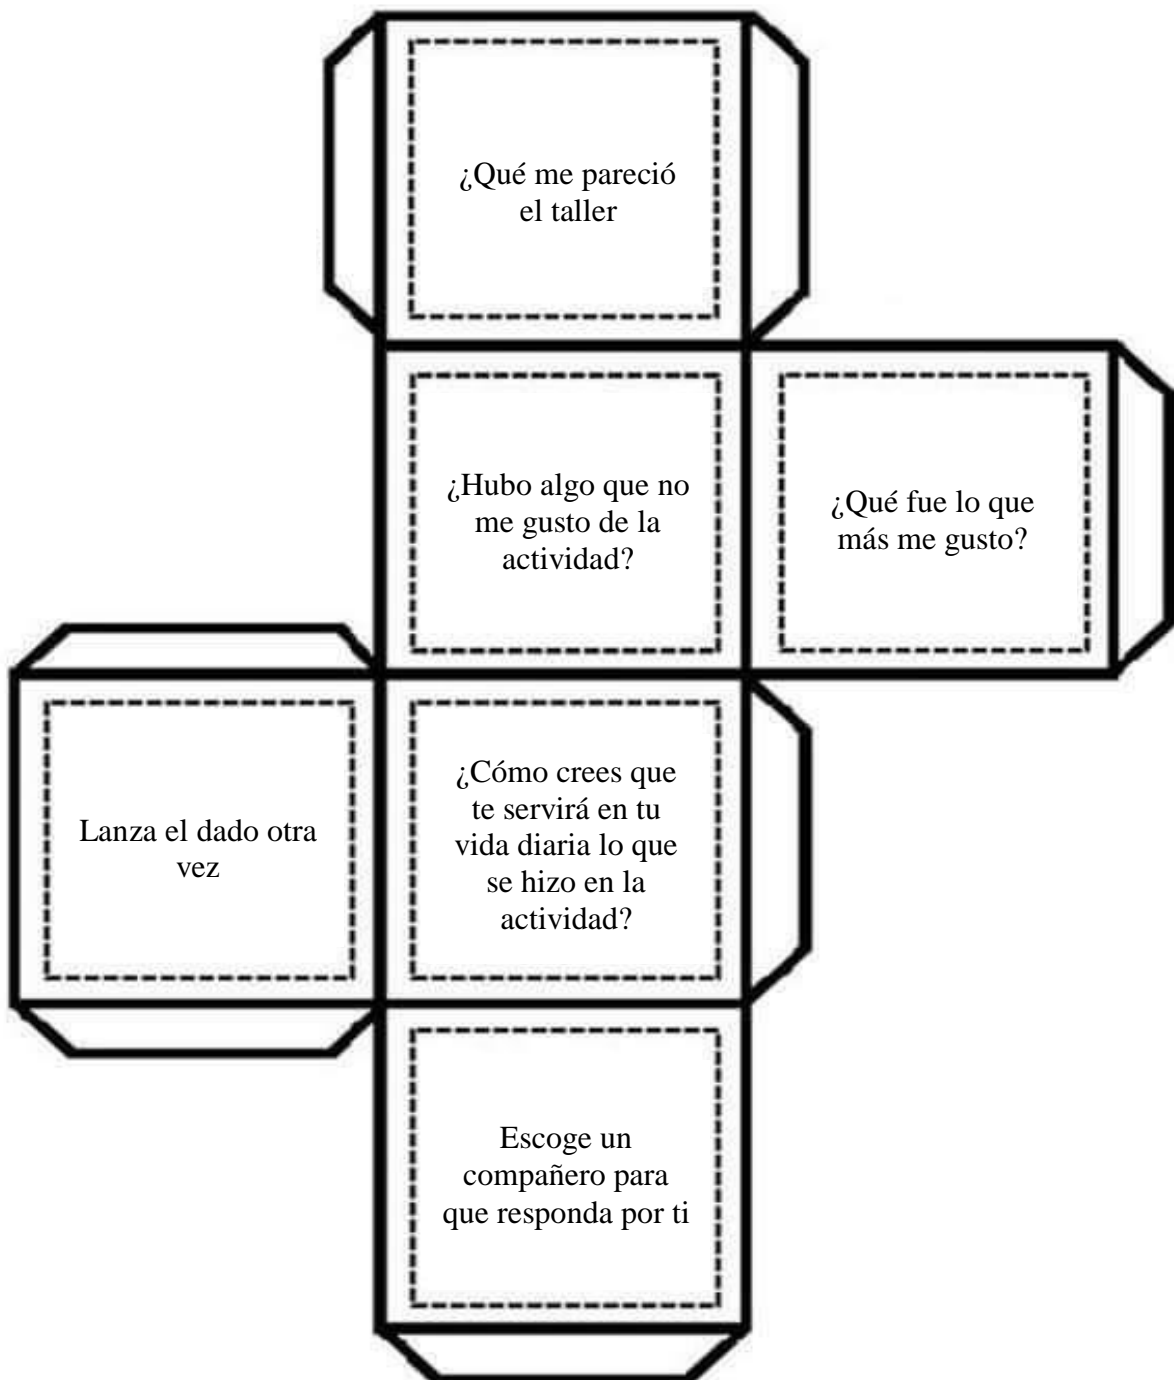 ¿Qué me pareció
el taller
¿Hubo algo que no
me gusto de la
actividad?
¿Qué fue lo que
más me gusto?
Lanza el dado otra
vez
¿Cómo crees que
te servirá en tu
vida diaria lo que
se hizo en la
actividad?
Escoge un
compañero para
que responda por ti